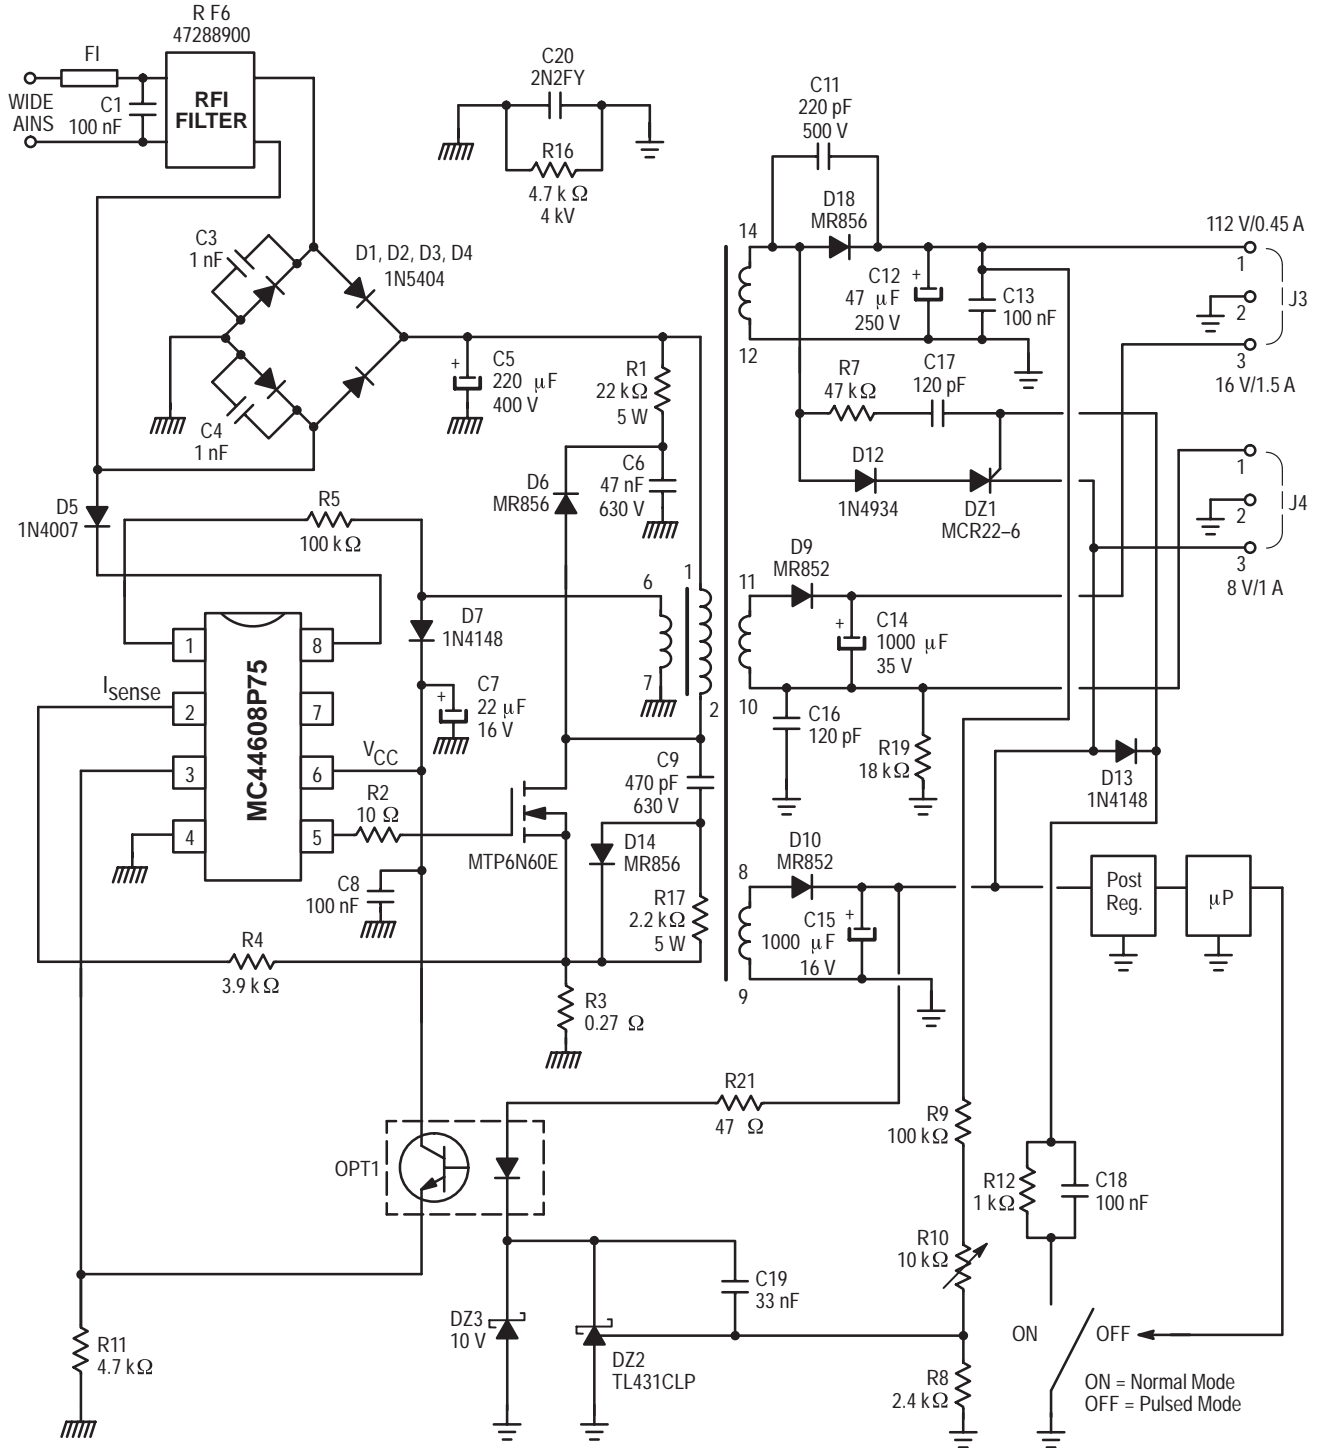 R F6
47288900
FI
RFI
FILTER
WIDE
AINS
C1
100 nF
C20
2N2FY
R16
4.7 k Ω
4 kV
C11
220 pF
500 V
D18
MR856
14
12
112 V/0.45 A
1
2
3
J3
16 V/1.5 A
C3
1 nF
D1, D2, D3, D4
1N5404
C4
1 nF
+
C5
220 µF
400 V
R1
22 kΩ
5 W
+
C12
47 µF
250 V
C13
100 nF
R7
47 kΩ
C17
120 pF
D12
1N4934
DZ1
MCR22–6
1
2
3
J4
8 V/1 A
D5
1N4007
R5
100 kΩ
D6
MR856
C6
47 nF
630 V
6
7
1
2
D9
MR852
11
10
+
C14
1000 µF
35 V
D7
1N4148
MC44608P75
1
2
3
4
8
7
6
5
Isense
VCC
+
C7
22 µF
16 V
R2
10 Ω
MTP6N60E
C9
470 pF
630 V
C16
120 pF
R19
18 kΩ
D13
1N4148
D14
MR856
D10
MR852
8
9
C8
100 nF
R17
2.2 kΩ
5 W
+
C15
1000 µF
16 V
Post
Reg.
µP
R4
3.9 kΩ
R3
0.27 Ω
R21
47 Ω
R9
100 kΩ
OPT1
R12
1 kΩ
C18
100 nF
R10
10 kΩ
C19
33 nF
DZ3
10 V
DZ2
TL431CLP
R11
4.7 kΩ
R8
2.4 kΩ
ON
OFF
ON = Normal Mode
OFF = Pulsed Mode